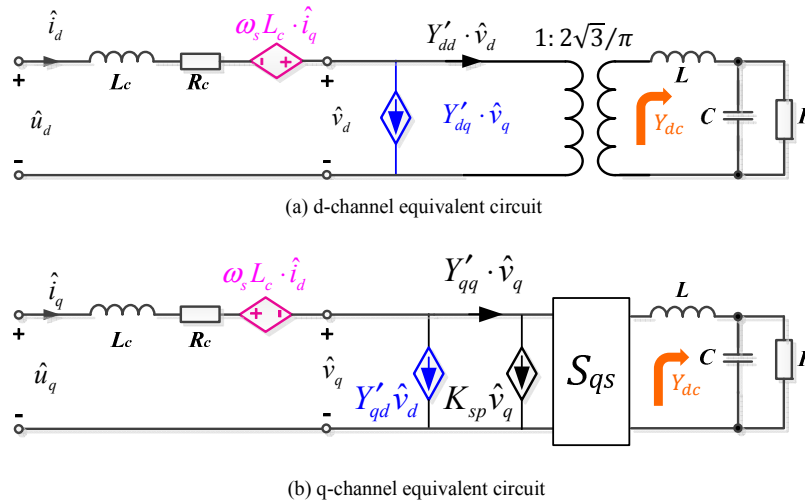 î_d
ω_s L_c · î_q
Y′_dd · v̂_d
1: 2√3/π
L
+
L_c
R_c
- +
+
û_d
v̂_d
Y′_dq · v̂_q
Y_dc
C
-
-
(a) d-channel equivalent circuit
î_q
ω_s L_c · î_d
Y′_qq · v̂_q
L
+
L_c
R_c
+ -
+
û_q
v̂_q
Y′_qd v̂_d
K_sp v̂_q
S_qs
Y_dc
C
-
-
(b) q-channel equivalent circuit